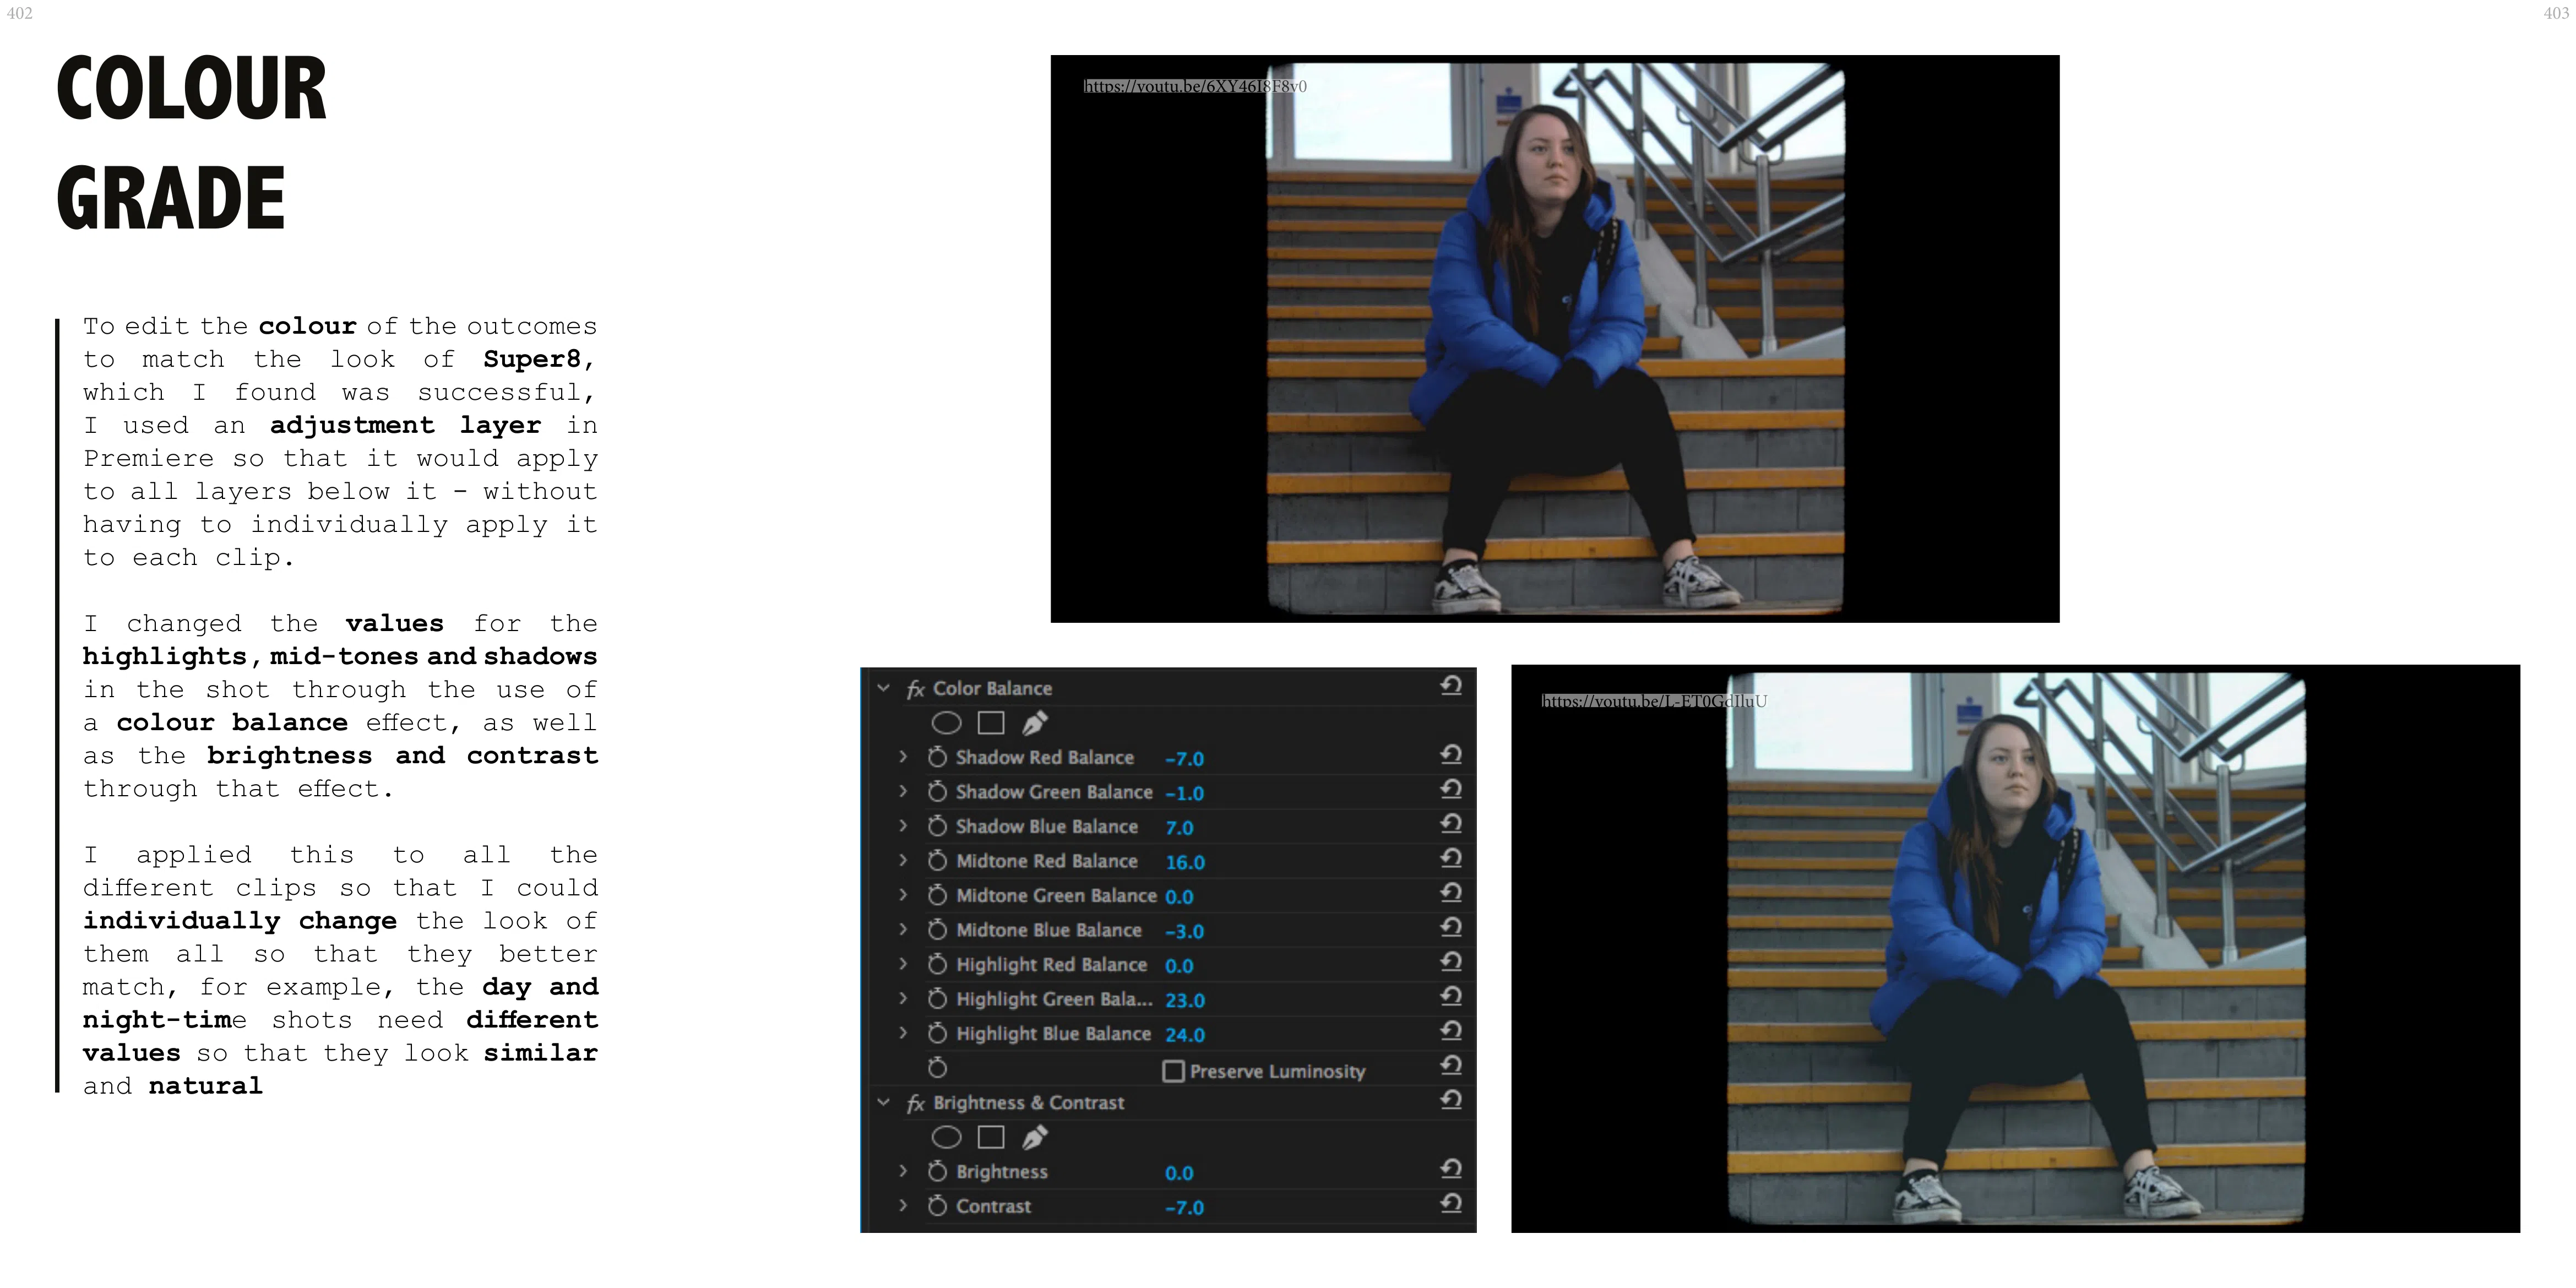 402
403
COLOUR
GRADE
To edit the colour of the outcomes
to match the look of Super8,
which I found was successful,
I used an adjustment layer in
Premiere so that it would apply
to all layers below it - without
having to individually apply it
to each clip.
I changed the values for the
highlights, mid-tones and shadows
in the shot through the use of
a colour balance effect, as well
as the brightness and contrast
through that effect.
I applied this to all the
different clips so that I could
individually change the look of
them all so that they better
match, for example, the day and
night-time shots need different
values so that they look similar
and natural
https://youtu.be/6XY46I8F8v0
fx Color Balance
Shadow Red Balance -7.0
Shadow Green Balance -1.0
Shadow Blue Balance 7.0
Midtone Red Balance 16.0
Midtone Green Balance 0.0
Midtone Blue Balance -3.0
Highlight Red Balance 0.0
Highlight Green Bala... 23.0
Highlight Blue Balance 24.0
Preserve Luminosity
fx Brightness & Contrast
Brightness 0.0
Contrast -7.0
https://youtu.be/L-ET0GdIluU